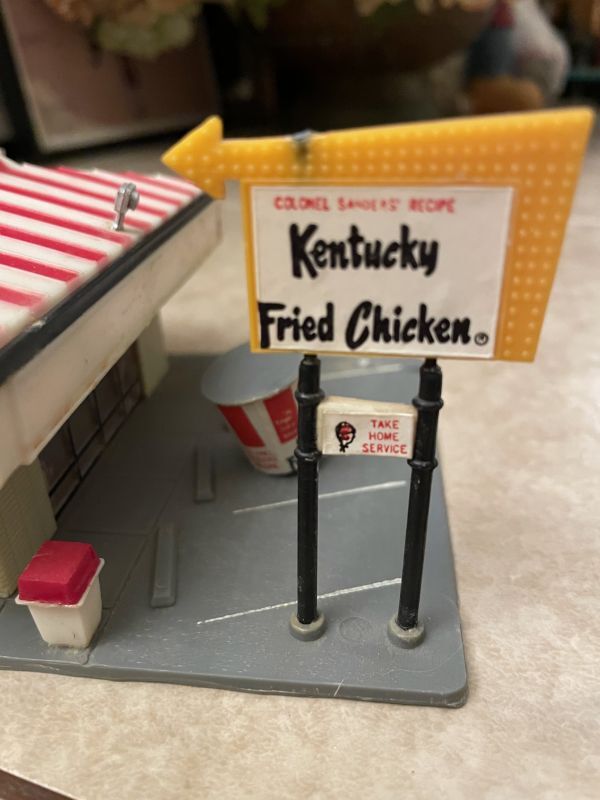 COLONEL SANDERS' RECIPE
Kentucky
Fried Chicken®
TAKE
HOME
SERVICE